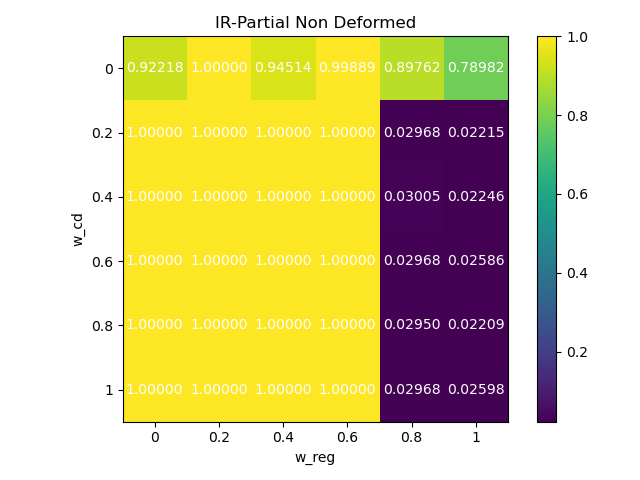 IR-Partial Non Deformed
0 0.92218 1.00000 0.94514 0.99889 0.89762 0.78982
0.2 1.00000 1.00000 1.00000 1.00000 0.02968 0.02215
0.4 1.00000 1.00000 1.00000 1.00000 0.03005 0.02246
0.6 1.00000 1.00000 1.00000 1.00000 0.02968 0.02586
0.8 1.00000 1.00000 1.00000 1.00000 0.02950 0.02209
1 1.00000 1.00000 1.00000 1.00000 0.02968 0.02598
w_cd
0 0.2 0.4 0.6 0.8 1
w_reg
1.0
0.8
0.6
0.4
0.2